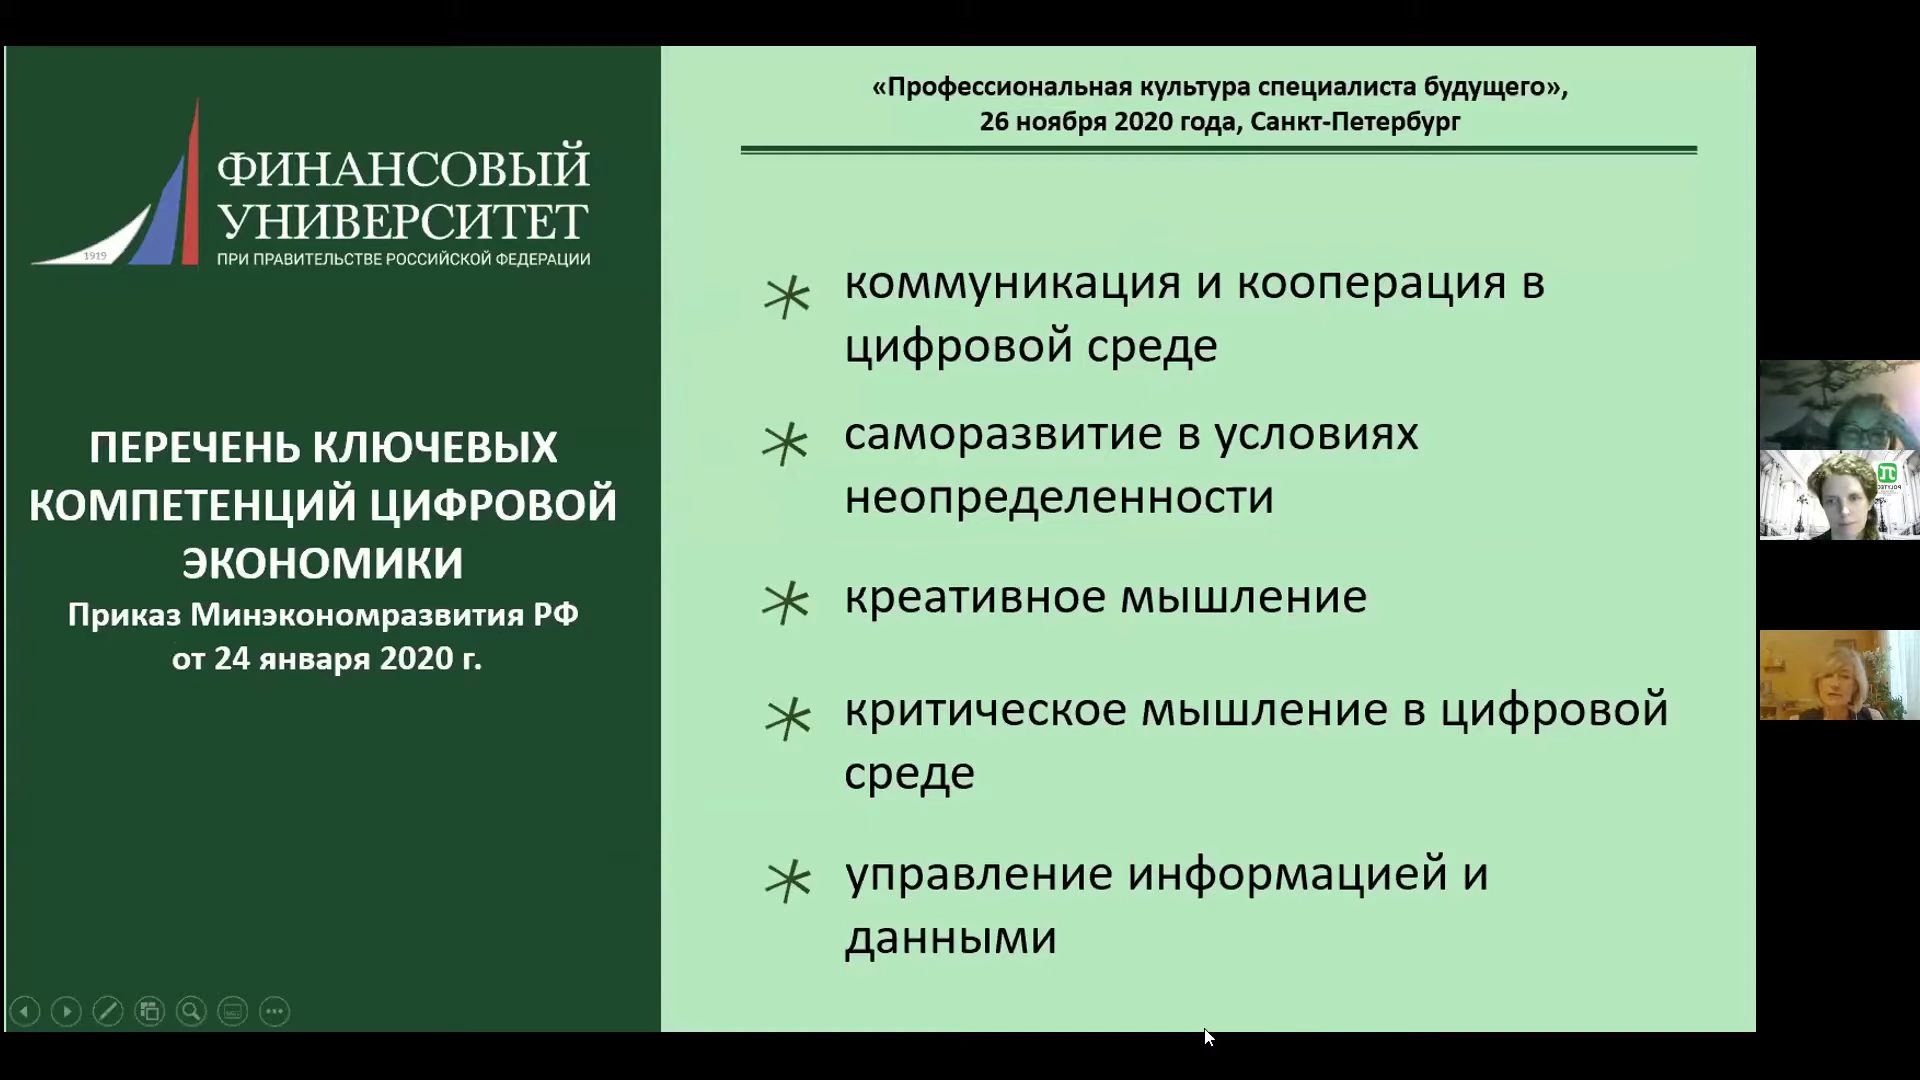 ФИНАНСОВЫЙ
УНИВЕРСИТЕТ
ПРИ ПРАВИТЕЛЬСТВЕ РОССИЙСКОЙ ФЕДЕРАЦИИ
1919
ПЕРЕЧЕНЬ КЛЮЧЕВЫХ
КОМПЕТЕНЦИЙ ЦИФРОВОЙ
ЭКОНОМИКИ
Приказ Минэкономразвития РФ
от 24 января 2020 г.
«Профессиональная культура специалиста будущего»,
26 ноября 2020 года, Санкт-Петербург
коммуникация и кооперация в
цифровой среде
саморазвитие в условиях
неопределенности
креативное мышление
критическое мышление в цифровой
среде
управление информацией и
данными